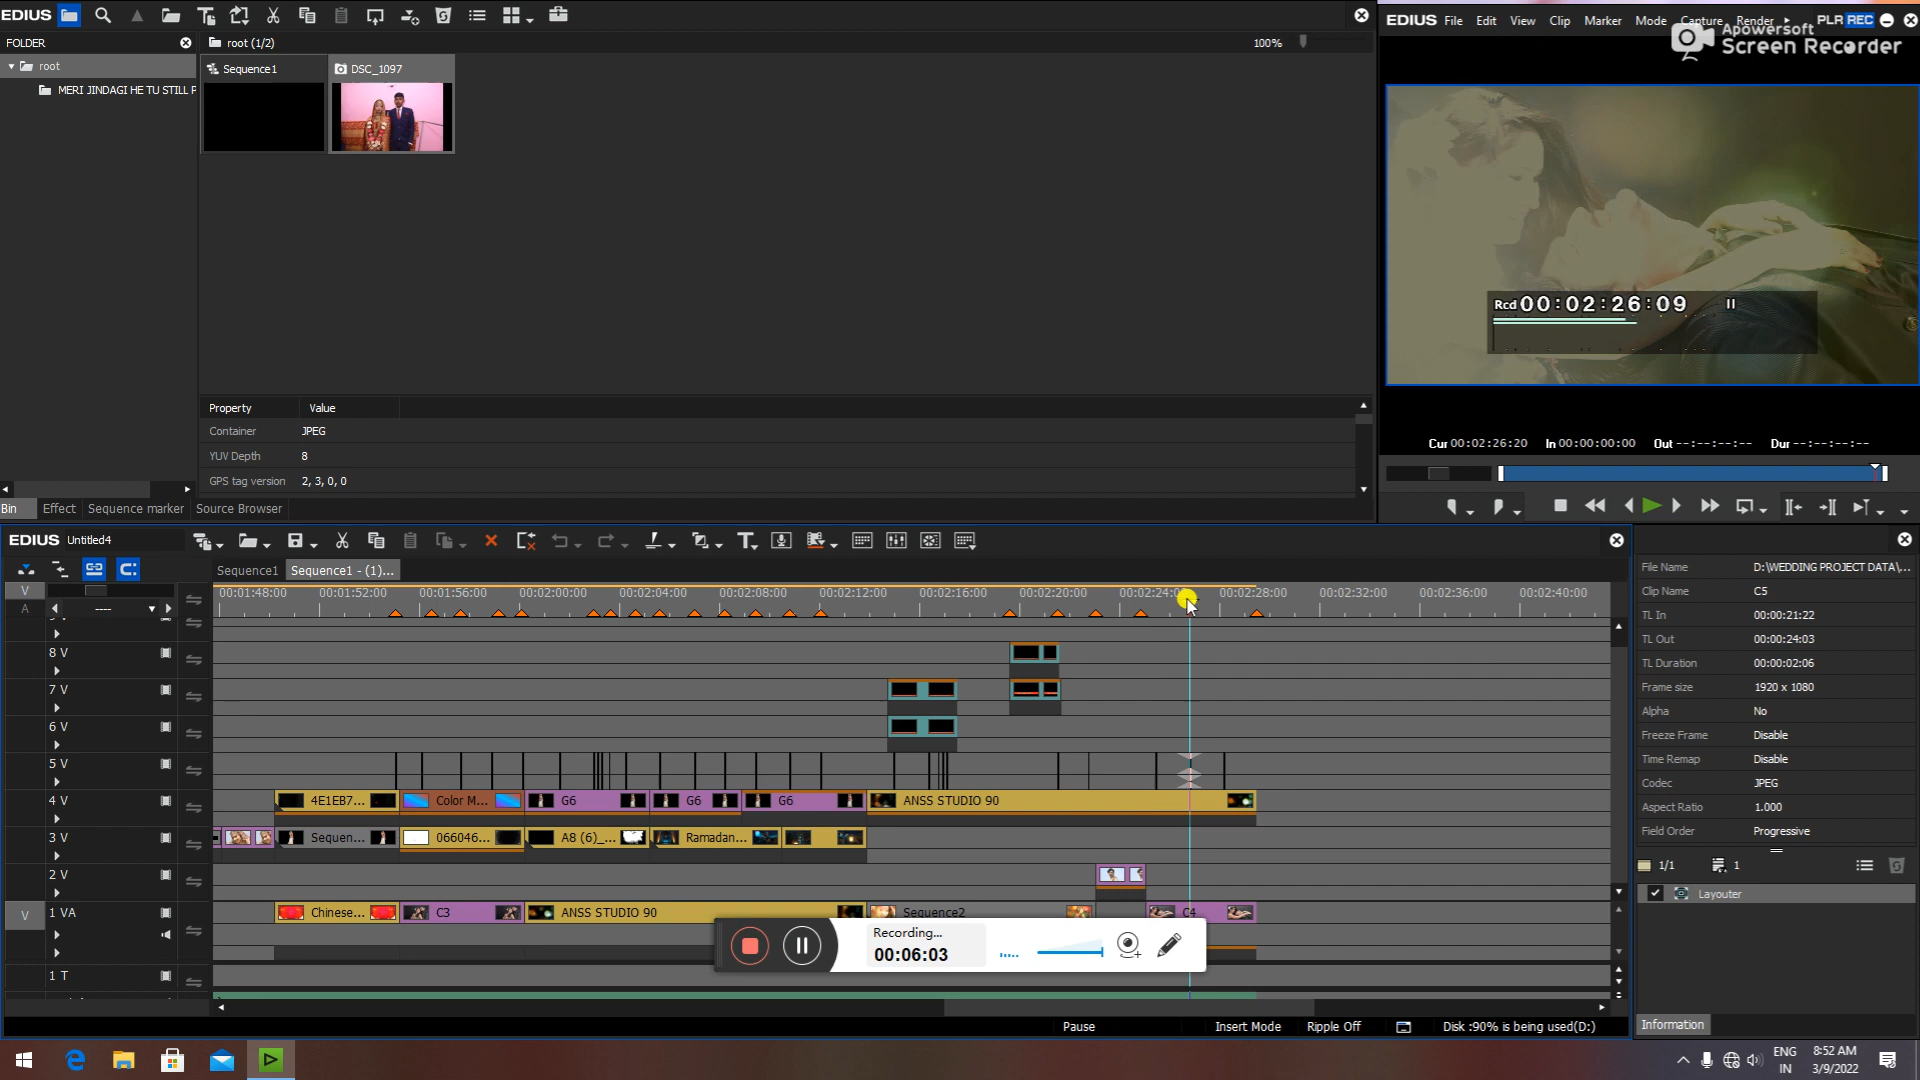 EDIUS
FOLDER
root
MERI JINDAGI HE TU STILL P
root (1/2)
100%
Sequence1
DSC_1097
Property Value
Container JPEG
YUV Depth 8
GPS tag version 2, 3, 0, 0
Bin Effect Sequence marker Source Browser
EDIUS File Edit View Clip Marker Mode Capture Render PLR REC
Apowersoft
Screen Recorder
Rcd 00:02:26:09
Cur 00:02:26:20 In 00:00:00:00 Out --:--:--:-- Dur --:--:--:--
EDIUS Untitled4
Sequence1 Sequence1 - (1)...
V
A ----
00:01:48:00 00:01:52:00 00:01:56:00 00:02:00:00 00:02:04:00 00:02:08:00 00:02:12:00 00:02:16:00 00:02:20:00 00:02:24: 00:02:28:00 00:02:32:00 00:02:36:00 00:02:40:00
8 V
7 V
6 V
5 V
4 V 4E1EB7... Color M... G6 G6 G6 ANSS STUDIO 90
3 V Sequen... 066046... A8 (6)_... Ramadan...
2 V
V 1 VA Chinese... C3 ANSS STUDIO 90 Sequence2 C4
1 T
Recording...
00:06:03
Pause Insert Mode Ripple Off Disk :90% is being used(D:)
File Name D:\WEDDING PROJECT DATA\...
Clip Name C5
TL In 00:00:21:22
TL Out 00:00:24:03
TL Duration 00:00:02:06
Frame size 1920 x 1080
Alpha No
Freeze Frame Disable
Time Remap Disable
Codec JPEG
Aspect Ratio 1.000
Field Order Progressive
1/1 1
Layouter
Information
ENG
IN
8:52 AM
3/9/2022